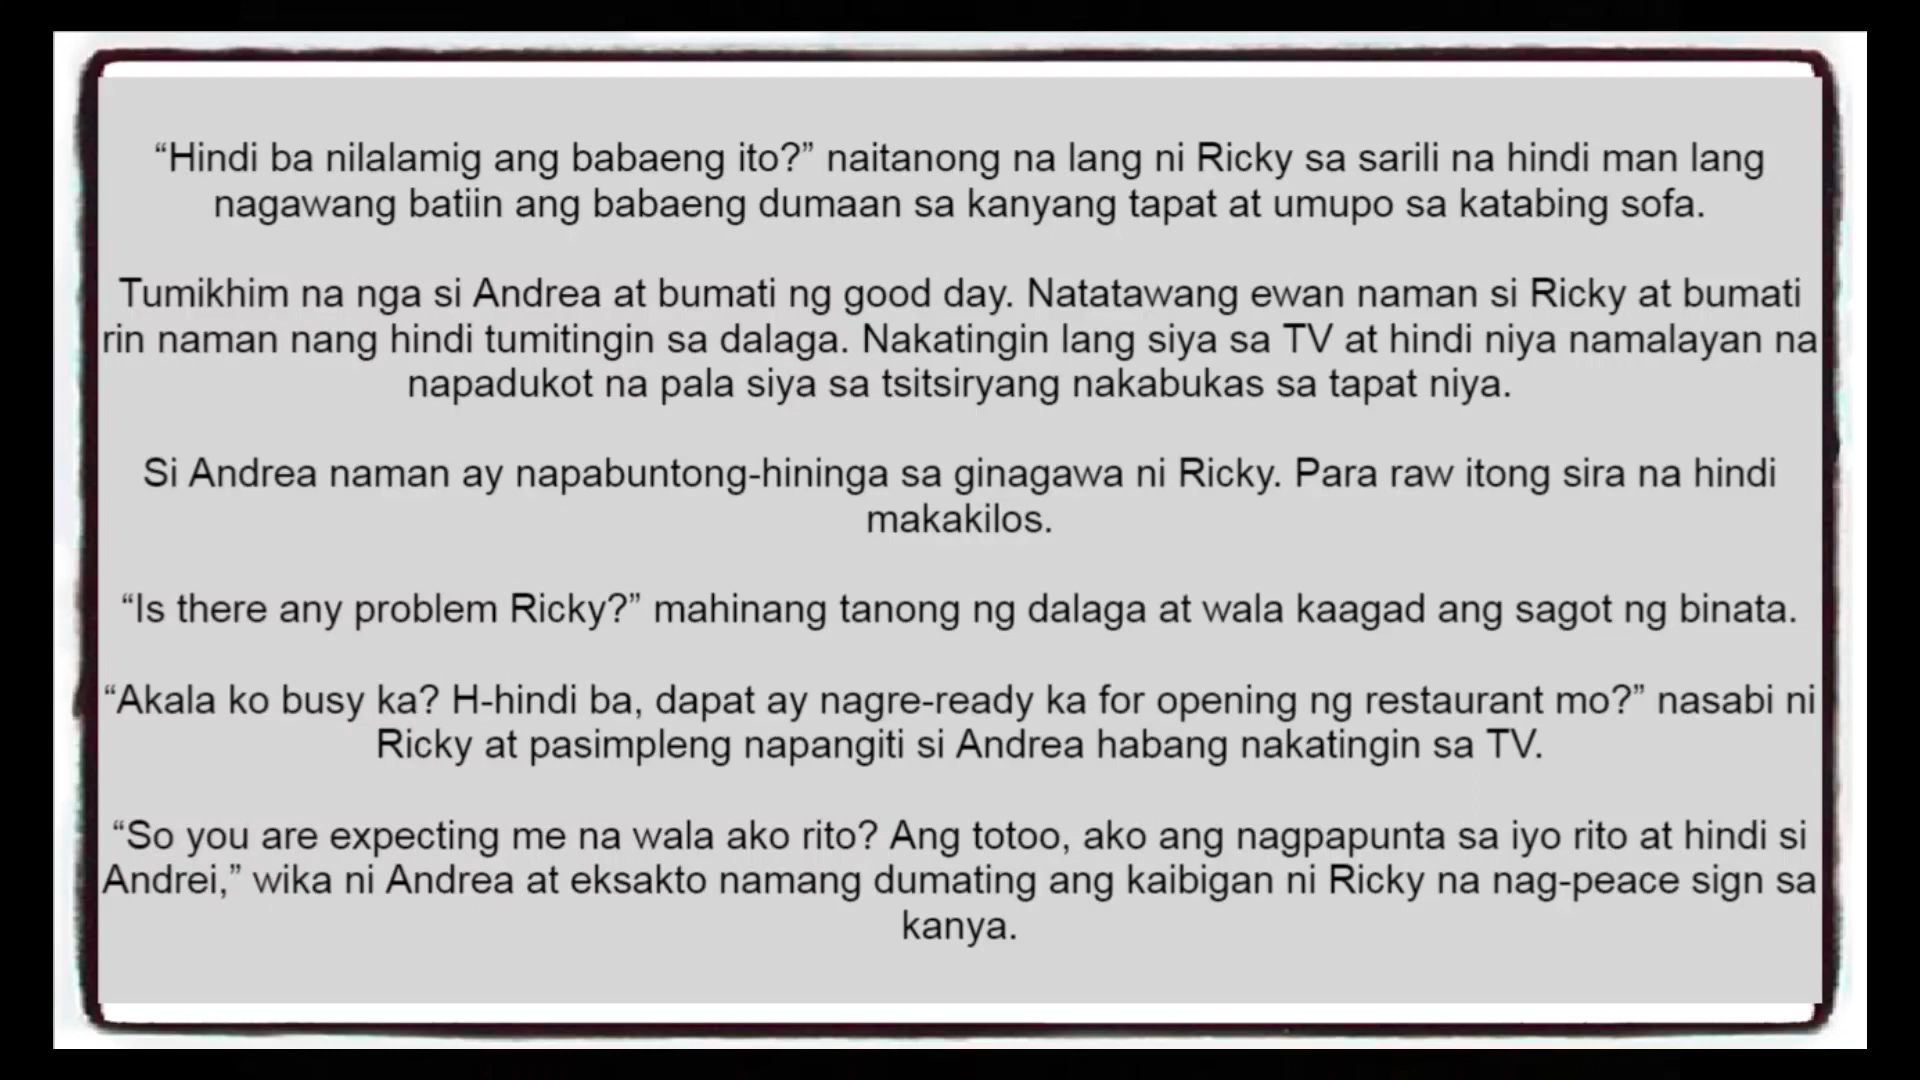 “Hindi ba nilalamig ang babaeng ito?” naitanong na lang ni Ricky sa sarili na hindi man lang
nagawang batiin ang babaeng dumaan sa kanyang tapat at umupo sa katabing sofa.
Tumikhim na nga si Andrea at bumati ng good day. Natatawang ewan naman si Ricky at bumati
rin naman nang hindi tumitingin sa dalaga. Nakatingin lang siya sa TV at hindi niya namalayan na
napadukot na pala siya sa tsitsiryang nakabukas sa tapat niya.
Si Andrea naman ay napabuntong-hininga sa ginagawa ni Ricky. Para raw itong sira na hindi
makakilos.
“Is there any problem Ricky?” mahinang tanong ng dalaga at wala kaagad ang sagot ng binata.
“Akala ko busy ka? H-hindi ba, dapat ay nagre-ready ka for opening ng restaurant mo?” nasabi ni
Ricky at pasimpleng napangiti si Andrea habang nakatingin sa TV.
“So you are expecting me na wala ako rito? Ang totoo, ako ang nagpapunta sa iyo rito at hindi si
Andrei,” wika ni Andrea at eksakto namang dumating ang kaibigan ni Ricky na nag-peace sign sa
kanya.